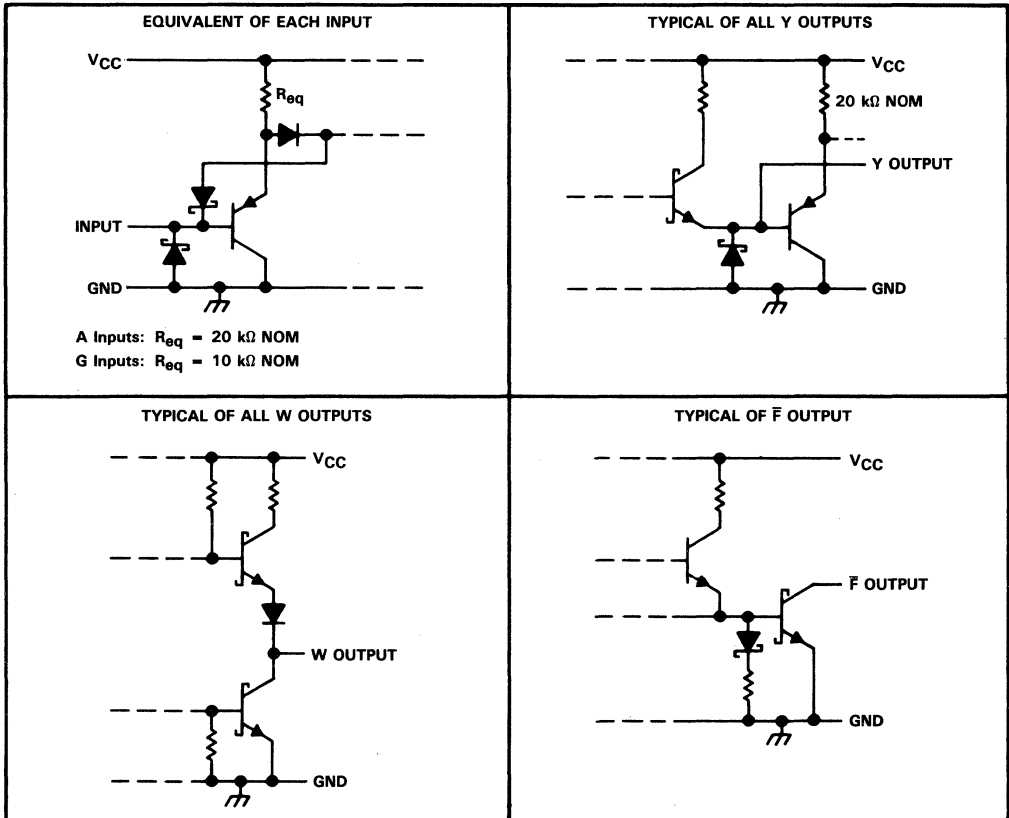 EQUIVALENT OF EACH INPUT
VCC
Req
INPUT
GND
A Inputs: Req = 20 kΩ NOM
G Inputs: Req = 10 kΩ NOM
TYPICAL OF ALL Y OUTPUTS
VCC
20 kΩ NOM
Y OUTPUT
GND
TYPICAL OF ALL W OUTPUTS
VCC
W OUTPUT
GND
TYPICAL OF F̅ OUTPUT
VCC
F̅ OUTPUT
GND